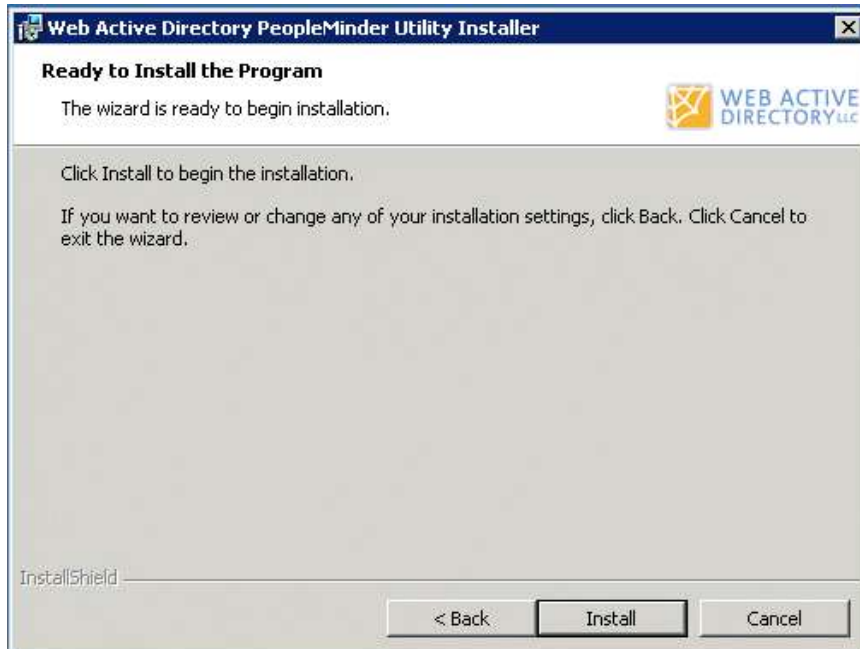 Web Active Directory PeopleMinder Utility Installer
Ready to Install the Program
The wizard is ready to begin installation.
WEB ACTIVE
DIRECTORY LLC
Click Install to begin the installation.
If you want to review or change any of your installation settings, click Back. Click Cancel to
exit the wizard.
InstallShield
< Back
Install
Cancel